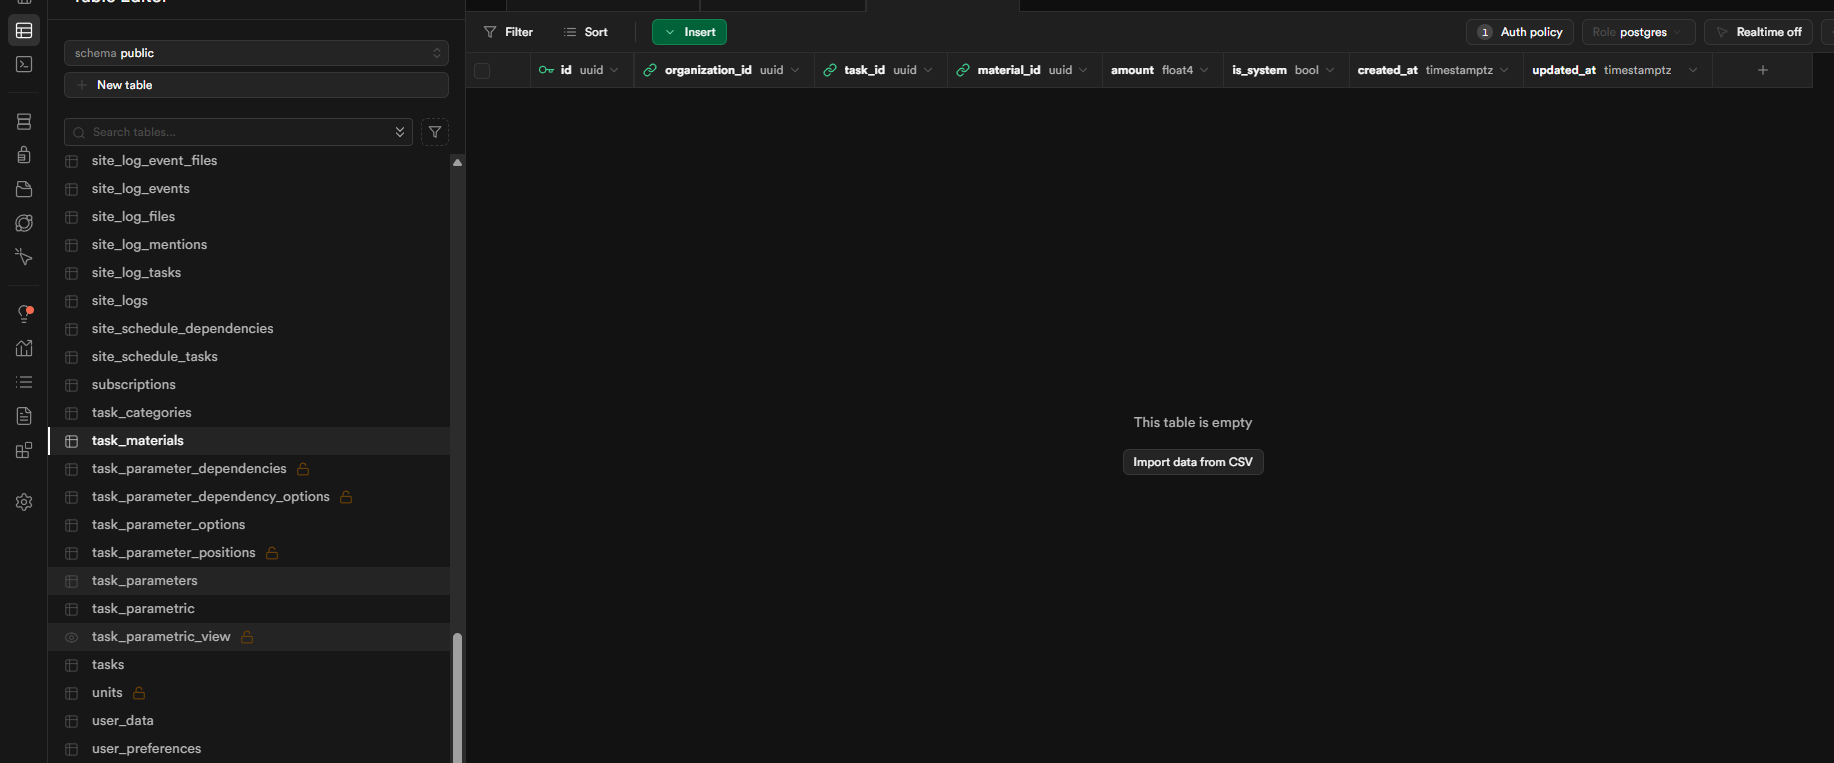 Table Editor
schema public
New table
Search tables...
site_log_event_files
site_log_events
site_log_files
site_log_mentions
site_log_tasks
site_logs
site_schedule_dependencies
site_schedule_tasks
subscriptions
task_categories
task_materials
task_parameter_dependencies
task_parameter_dependency_options
task_parameter_options
task_parameter_positions
task_parameters
task_parametric
task_parametric_view
tasks
units
user_data
user_preferences
Filter Sort Insert 1 Auth policy Role postgres Realtime off
id uuid organization_id uuid task_id uuid material_id uuid amount float4 is_system bool created_at timestamptz updated_at timestamptz
This table is empty
Import data from CSV